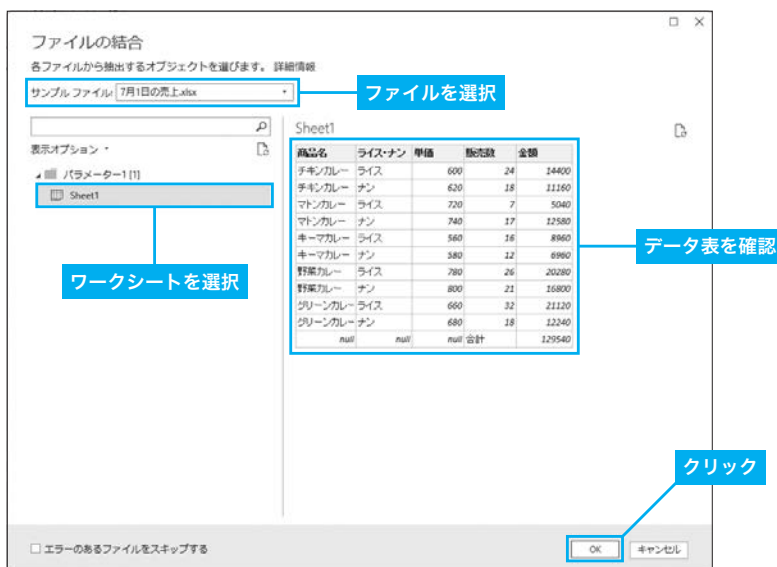 ファイルの結合
各ファイルから抽出するオブジェクトを選びます。 詳細情報
サンプル ファイル: 7月1日の売上.xlsx
ファイルを選択
表示オプション
パラメーター1 [1]
Sheet1
ワークシートを選択
Sheet1
商品名 ライス・ナン 単価 販売数 金額
チキンカレー ライス 600 24 14400
チキンカレー ナン 620 18 11160
マトンカレー ライス 720 7 5040
マトンカレー ナン 740 17 12580
キーマカレー ライス 560 16 8960
キーマカレー ナン 580 12 6960
野菜カレー ライス 780 26 20280
野菜カレー ナン 800 21 16800
グリーンカレー ライス 660 32 21120
グリーンカレー ナン 680 18 12240
null null null 合計 129540
データ表を確認
クリック
エラーのあるファイルをスキップする
OK キャンセル